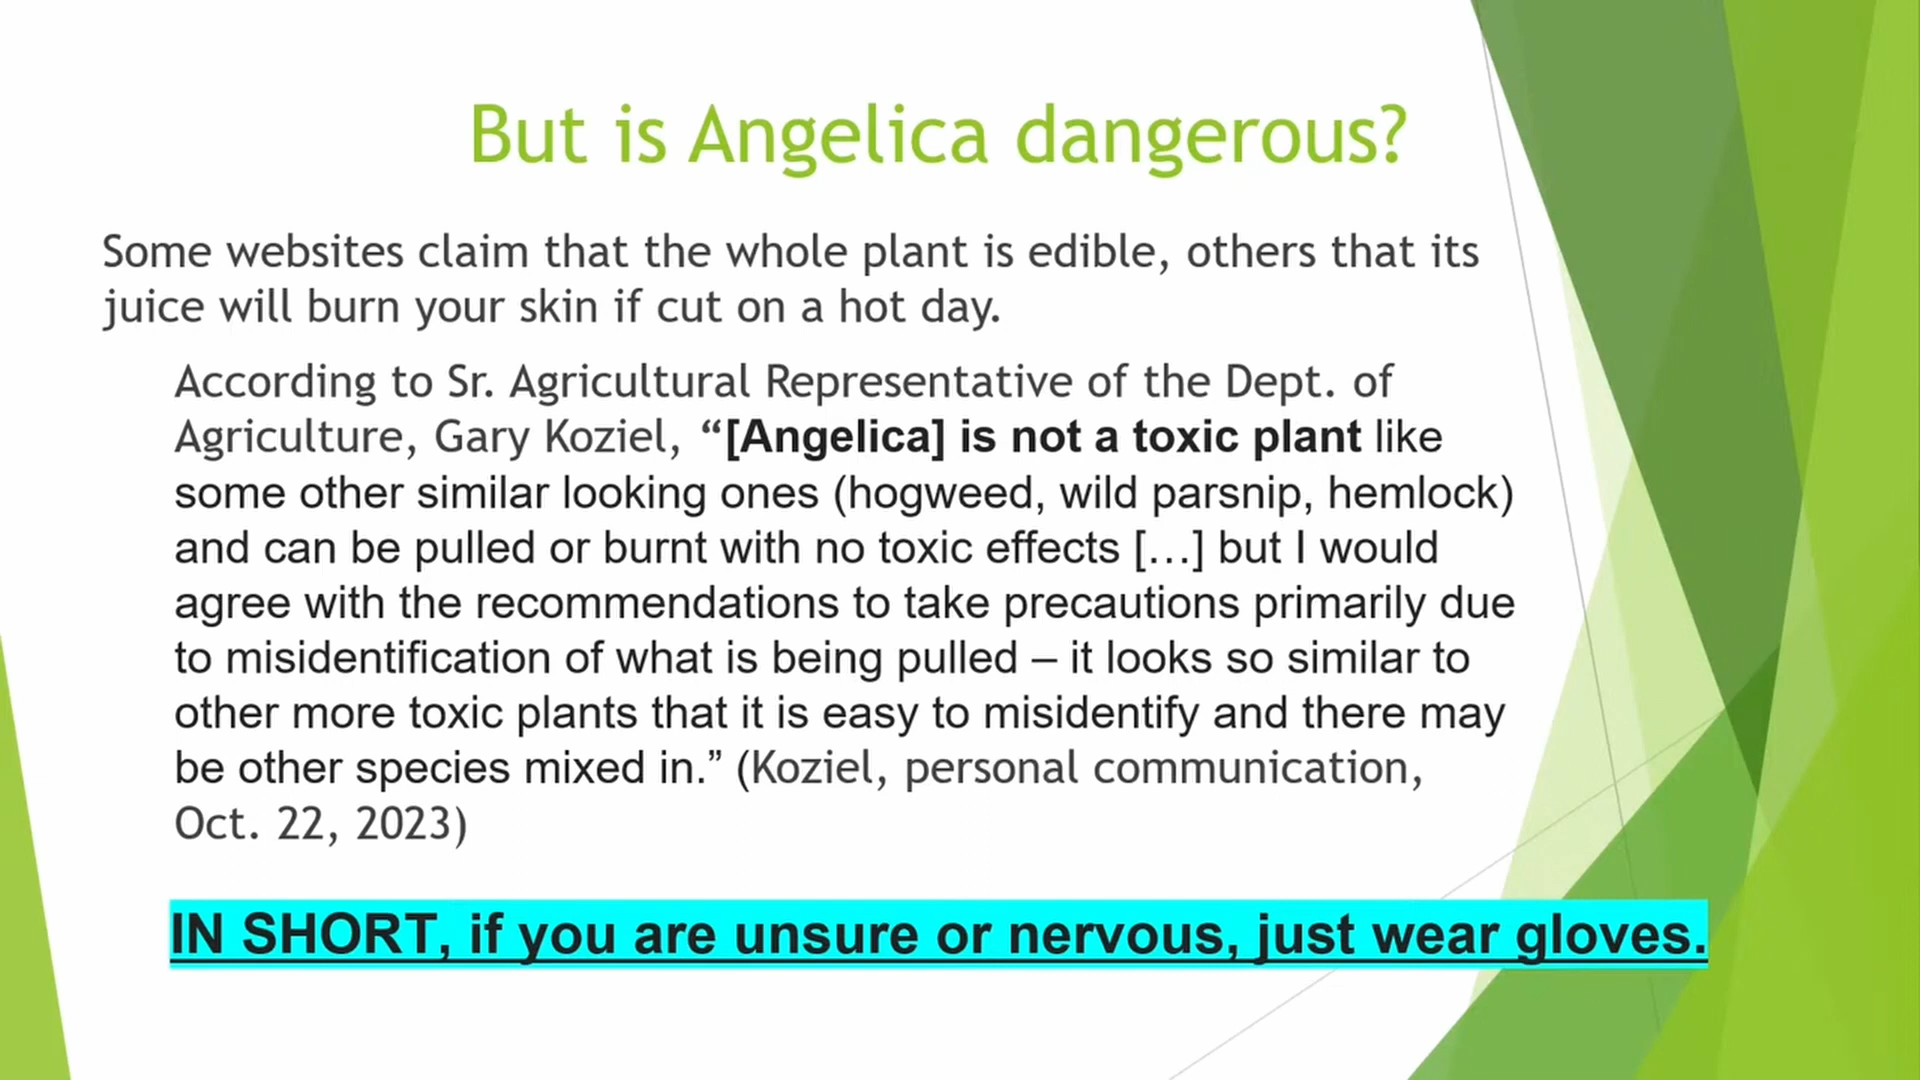 But is Angelica dangerous?
Some websites claim that the whole plant is edible, others that its
juice will burn your skin if cut on a hot day.
According to Sr. Agricultural Representative of the Dept. of
Agriculture, Gary Koziel, “[Angelica] is not a toxic plant like
some other similar looking ones (hogweed, wild parsnip, hemlock)
and can be pulled or burnt with no toxic effects […] but I would
agree with the recommendations to take precautions primarily due
to misidentification of what is being pulled – it looks so similar to
other more toxic plants that it is easy to misidentify and there may
be other species mixed in.” (Koziel, personal communication,
Oct. 22, 2023)
IN SHORT, if you are unsure or nervous, just wear gloves.